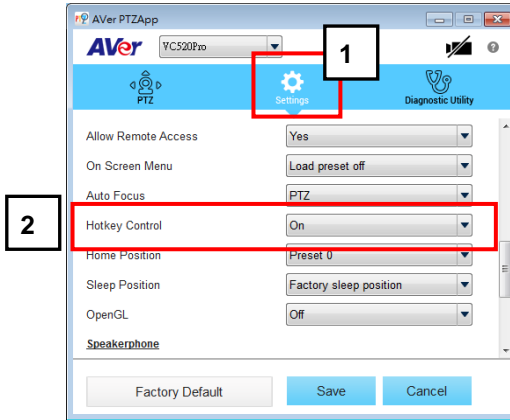 AVer PTZApp
AVer VC520Pro
1
PTZ Settings Diagnostic Utility
Allow Remote Access Yes
On Screen Menu Load preset off
Auto Focus PTZ
2
Hotkey Control On
Home Position Preset 0
Sleep Position Factory sleep position
OpenGL Off
Speakerphone
Factory Default Save Cancel